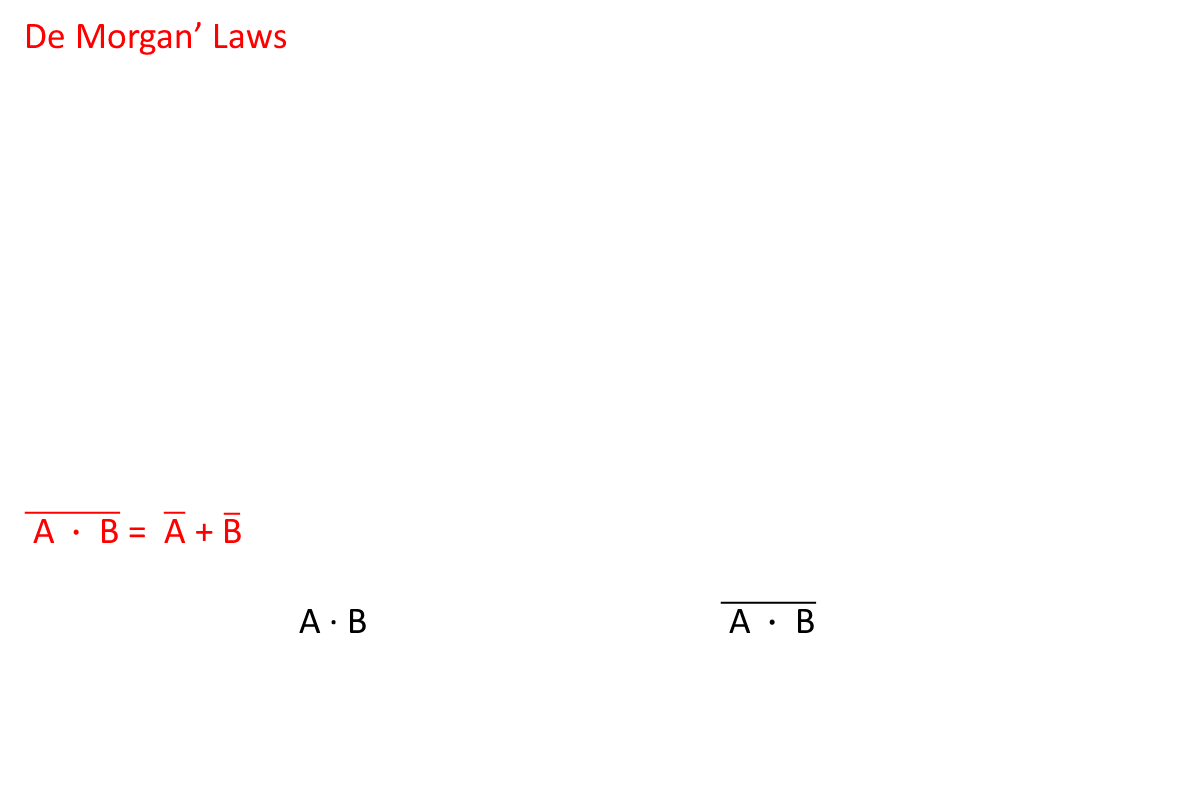 De Morgan’ Laws
A̅ ̅·̅ ̅B̅ = A̅ + B̅
A · B
A̅ ̅·̅ ̅B̅